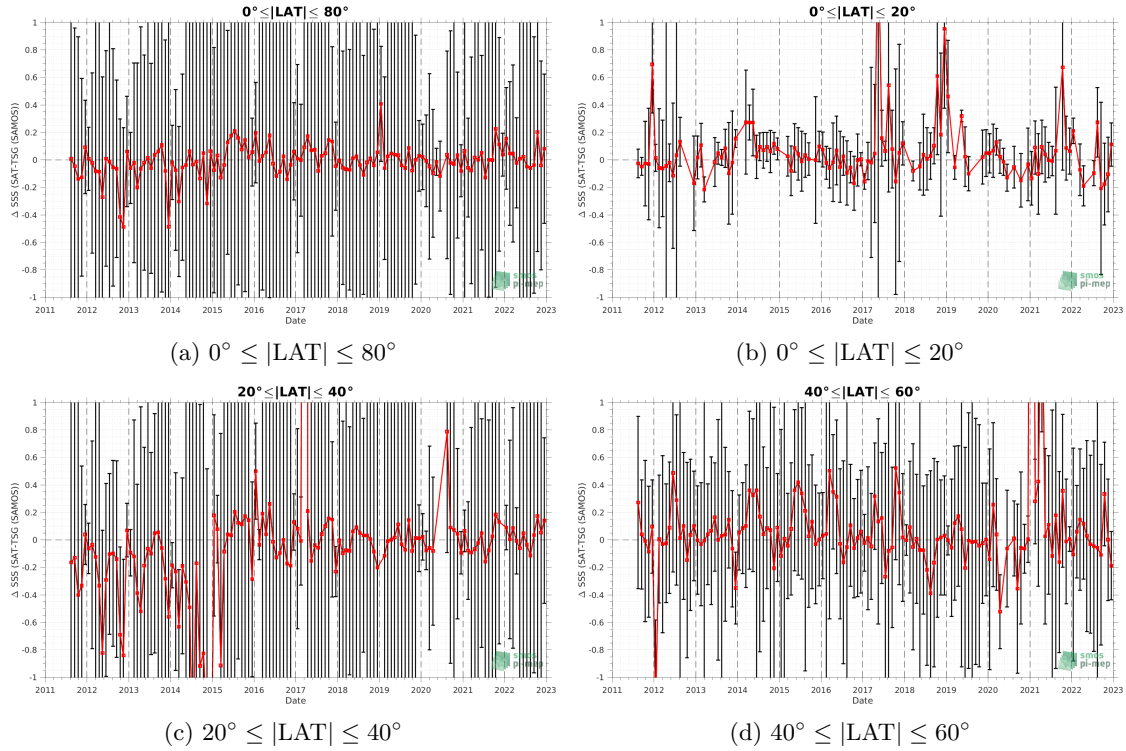 0°≤|LAT|≤ 80°
Δ SSS (SAT-TSG (SAMOS))
1
0.8
0.6
0.4
0.2
0
-0.2
-0.4
-0.6
-0.8
-1
smos
pi-mep
2011 2012 2013 2014 2015 2016 2017 2018 2019 2020 2021 2022 2023
Date
(a) 0° ≤ |LAT| ≤ 80°
0°≤|LAT|≤ 20°
Δ SSS (SAT-TSG (SAMOS))
1
0.8
0.6
0.4
0.2
0
-0.2
-0.4
-0.6
-0.8
-1
smos
pi-mep
2011 2012 2013 2014 2015 2016 2017 2018 2019 2020 2021 2022 2023
Date
(b) 0° ≤ |LAT| ≤ 20°
20°≤|LAT|≤ 40°
Δ SSS (SAT-TSG (SAMOS))
1
0.8
0.6
0.4
0.2
0
-0.2
-0.4
-0.6
-0.8
-1
smos
pi-mep
2011 2012 2013 2014 2015 2016 2017 2018 2019 2020 2021 2022 2023
Date
(c) 20° ≤ |LAT| ≤ 40°
40°≤|LAT|≤ 60°
Δ SSS (SAT-TSG (SAMOS))
1
0.8
0.6
0.4
0.2
0
-0.2
-0.4
-0.6
-0.8
-1
smos
pi-mep
2011 2012 2013 2014 2015 2016 2017 2018 2019 2020 2021 2022 2023
Date
(d) 40° ≤ |LAT| ≤ 60°